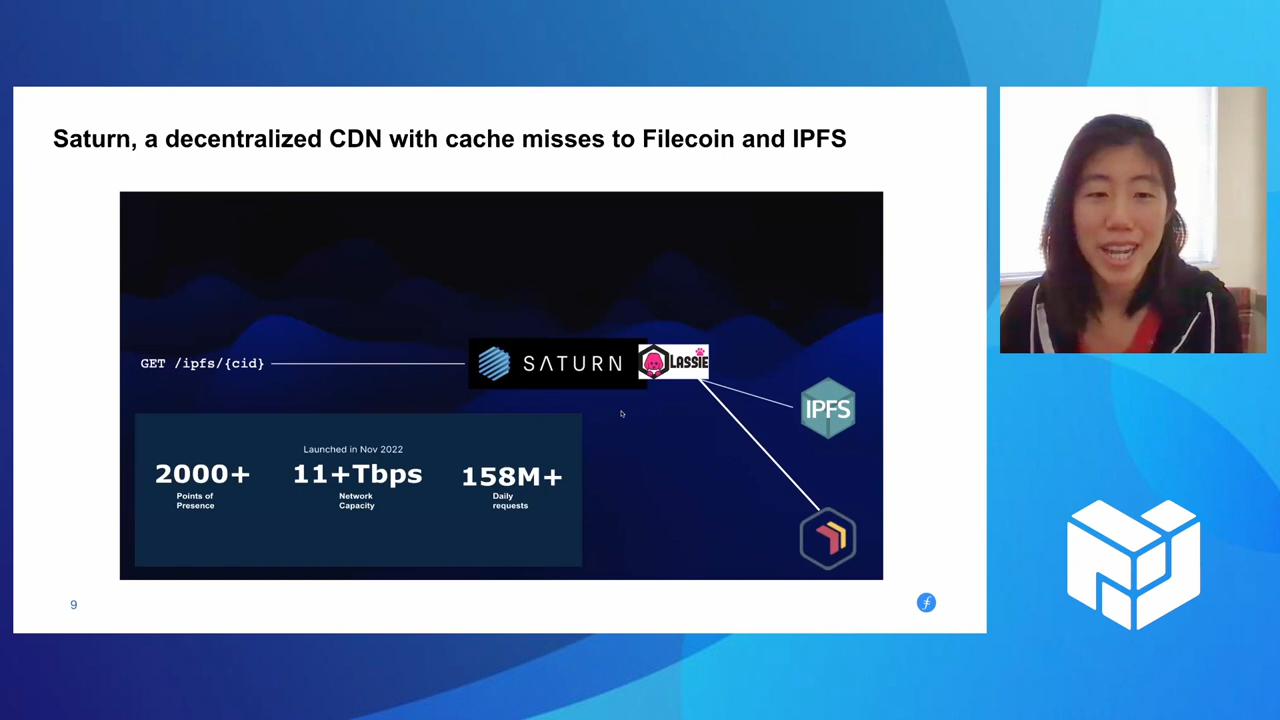 Saturn, a decentralized CDN with cache misses to Filecoin and IPFS
GET /ipfs/{cid}
SATURN
LASSIE
IPFS
Launched in Nov 2022
2000+
Points of
Presence
11+Tbps
Network
Capacity
158M+
Daily
requests
9